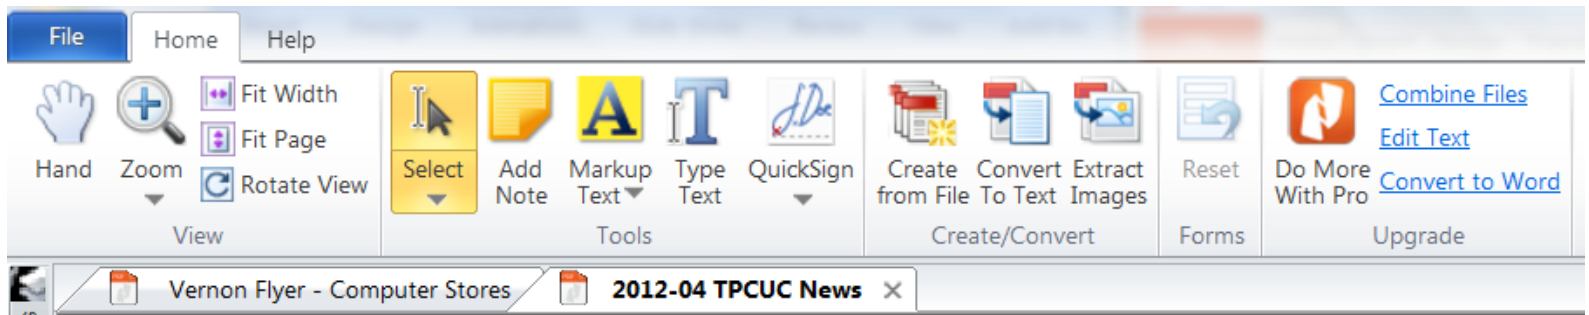 File Home Help
Fit Width
Fit Page
Rotate View
Hand
Zoom
Select
Add
Note
Markup
Text
Type
Text
QuickSign
Create
from File
Convert
To Text
Extract
Images
Reset
Do More
With Pro
Combine Files
Edit Text
Convert to Word
View Tools Create/Convert Forms Upgrade
Vernon Flyer - Computer Stores 2012-04 TPCUC News